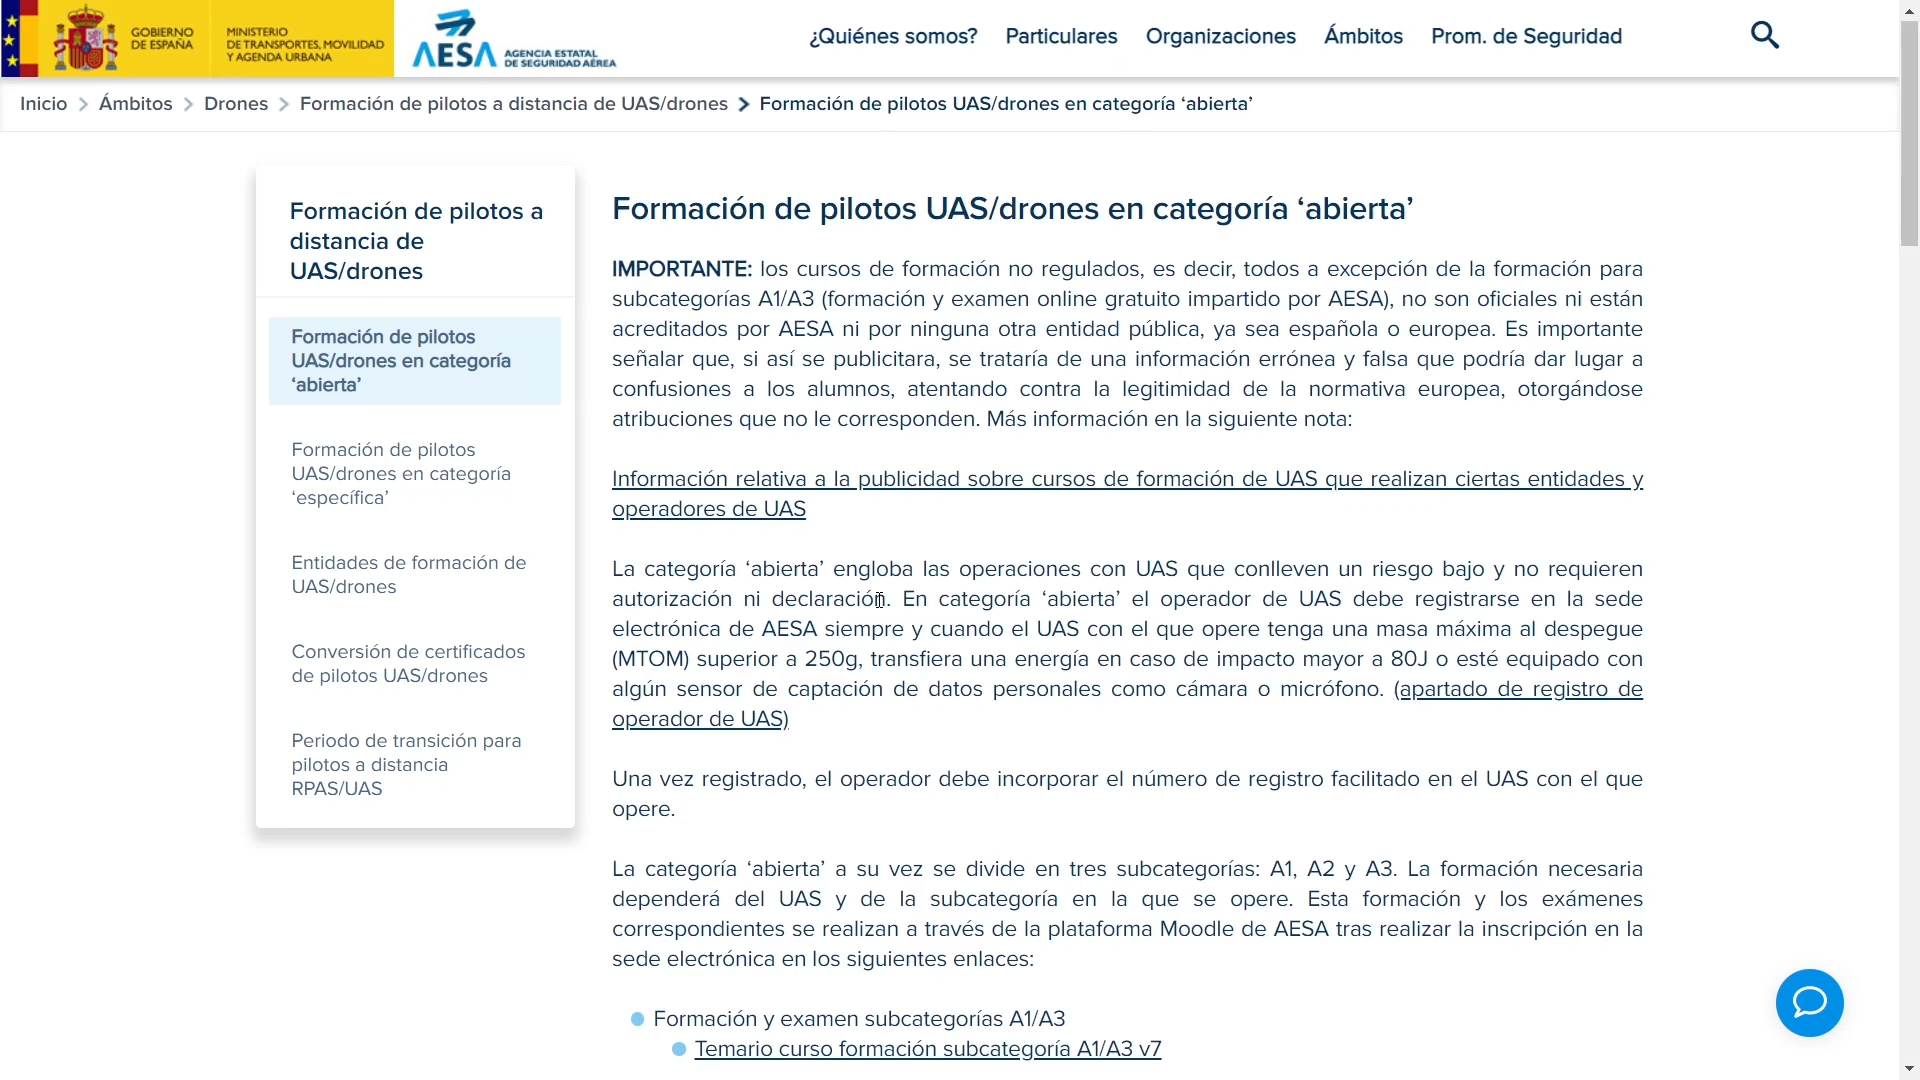 GOBIERNO
DE ESPAÑA
MINISTERIO
DE TRANSPORTES, MOVILIDAD
Y AGENDA URBANA
AESA AGENCIA ESTATAL
DE SEGURIDAD AÉREA
¿Quiénes somos? Particulares Organizaciones Ámbitos Prom. de Seguridad
Inicio > Ámbitos > Drones > Formación de pilotos a distancia de UAS/drones > Formación de pilotos UAS/drones en categoría ‘abierta’
Formación de pilotos a
distancia de
UAS/drones
Formación de pilotos
UAS/drones en categoría
‘abierta’
Formación de pilotos
UAS/drones en categoría
‘específica’
Entidades de formación de
UAS/drones
Conversión de certificados
de pilotos UAS/drones
Periodo de transición para
pilotos a distancia
RPAS/UAS
Formación de pilotos UAS/drones en categoría ‘abierta’
IMPORTANTE: los cursos de formación no regulados, es decir, todos a excepción de la formación para
subcategorías A1/A3 (formación y examen online gratuito impartido por AESA), no son oficiales ni están
acreditados por AESA ni por ninguna otra entidad pública, ya sea española o europea. Es importante
señalar que, si así se publicitara, se trataría de una información errónea y falsa que podría dar lugar a
confusiones a los alumnos, atentando contra la legitimidad de la normativa europea, otorgándose
atribuciones que no le corresponden. Más información en la siguiente nota:
Información relativa a la publicidad sobre cursos de formación de UAS que realizan ciertas entidades y
operadores de UAS
La categoría ‘abierta’ engloba las operaciones con UAS que conlleven un riesgo bajo y no requieren
autorización ni declaración. En categoría ‘abierta’ el operador de UAS debe registrarse en la sede
electrónica de AESA siempre y cuando el UAS con el que opere tenga una masa máxima al despegue
(MTOM) superior a 250g, transfiera una energía en caso de impacto mayor a 80J o esté equipado con
algún sensor de captación de datos personales como cámara o micrófono. (apartado de registro de
operador de UAS)
Una vez registrado, el operador debe incorporar el número de registro facilitado en el UAS con el que
opere.
La categoría ‘abierta’ a su vez se divide en tres subcategorías: A1, A2 y A3. La formación necesaria
dependerá del UAS y de la subcategoría en la que se opere. Esta formación y los exámenes
correspondientes se realizan a través de la plataforma Moodle de AESA tras realizar la inscripción en la
sede electrónica en los siguientes enlaces:
Formación y examen subcategorías A1/A3
Temario curso formación subcategoría A1/A3 v7